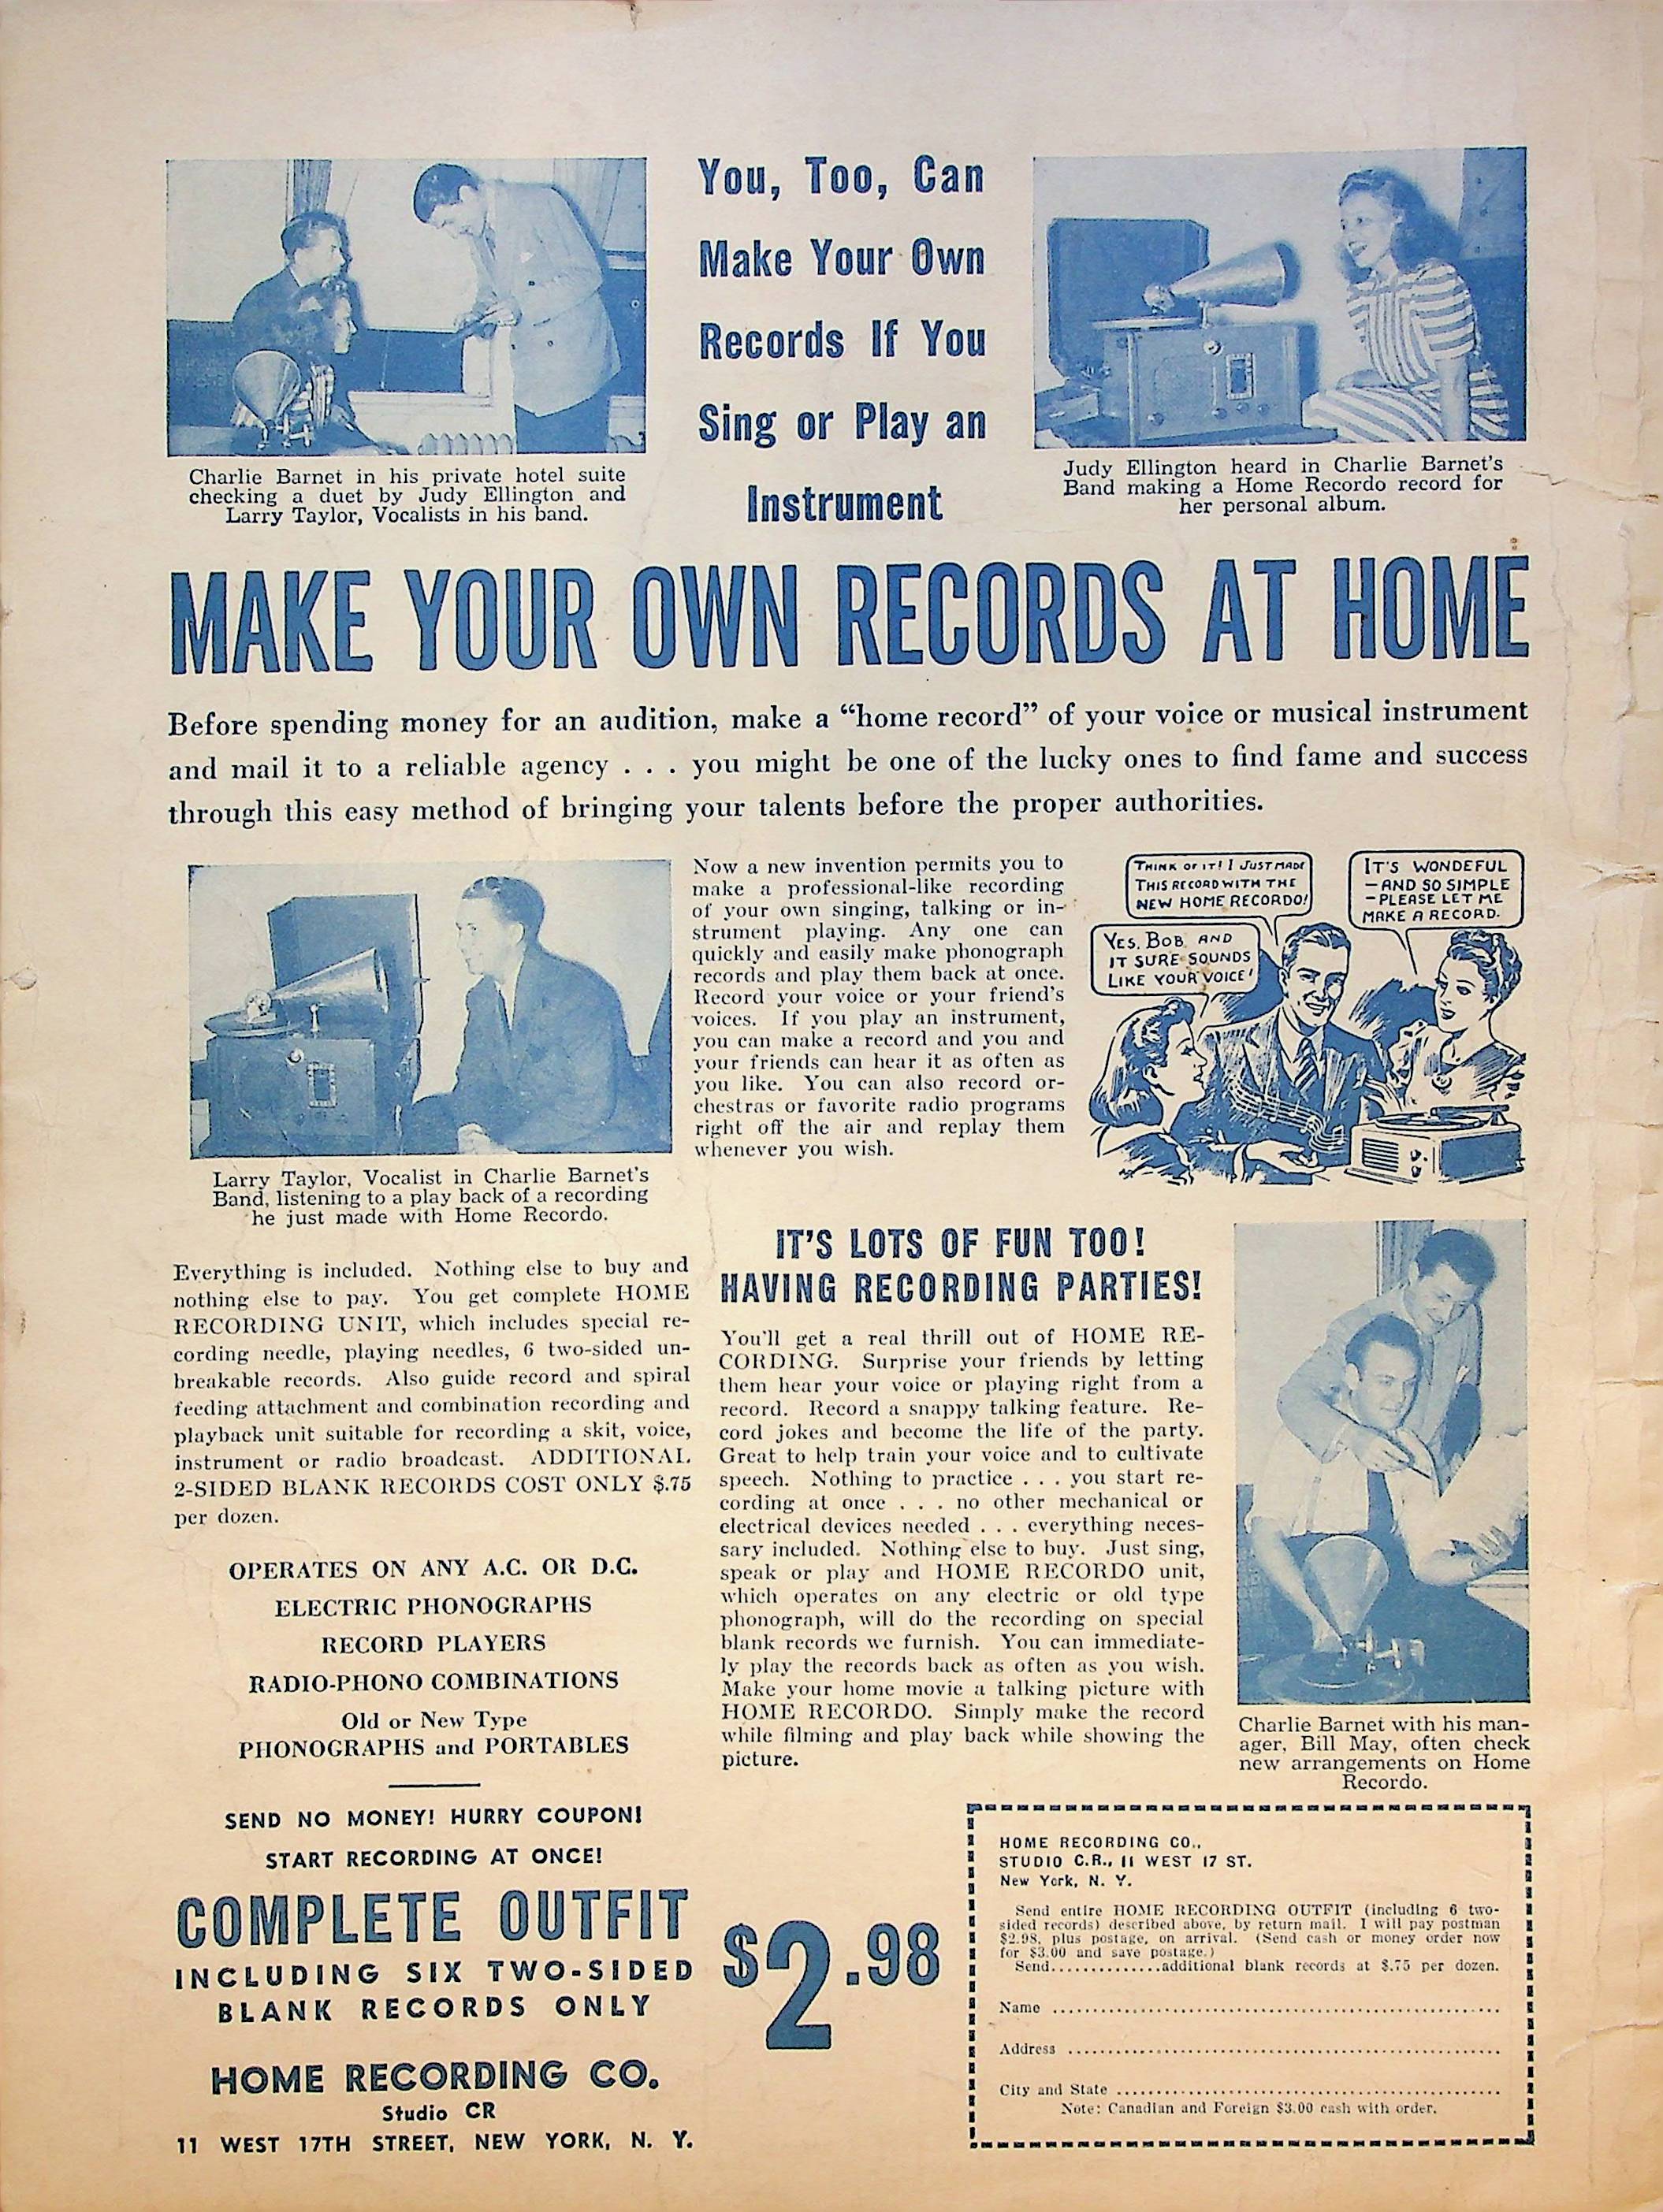 You, Too, Can
Make Your Own
Records If You
Sing or Play an
Instrument
Charlie Barnet in his private hotel suite
checking a duet by Judy Ellington and
Larry Taylor, Vocalists in his band.
Judy Ellington heard in Charlie Barnet's
Band making a Home Recordo record for
her personal album.
MAKE YOUR OWN RECORDS AT HOME
Before spending money for an audition, make a “home record” of your voice or musical instrument
and mail it to a reliable agency . . . you might be one of the lucky ones to find fame and success
through this easy method of bringing your talents before the proper authorities.
Larry Taylor, Vocalist in Charlie Barnet's
Band, listening to a play back of a recording
he just made with Home Recordo.
Now a new invention permits you to
make a professional-like recording
of your own singing, talking or in-
strument playing. Any one can
quickly and easily make phonograph
records and play them back at once.
Record your voice or your friend's
voices. If you play an instrument,
you can make a record and you and
your friends can hear it as often as
you like. You can also record or-
chestras or favorite radio programs
right off the air and replay them
whenever you wish.
THINK OF IT! I JUST MADE
THIS RECORD WITH THE
NEW HOME RECORDO!
YES, BOB AND
IT SURE SOUNDS
LIKE YOUR VOICE!
IT'S WONDEFUL
—AND SO SIMPLE
—PLEASE LET ME
MAKE A RECORD.
Everything is included. Nothing else to buy and
nothing else to pay. You get complete HOME
RECORDING UNIT, which includes special re-
cording needle, playing needles, 6 two-sided un-
breakable records. Also guide record and spiral
feeding attachment and combination recording and
playback unit suitable for recording a skit, voice,
instrument or radio broadcast. ADDITIONAL
2-SIDED BLANK RECORDS COST ONLY $.75
per dozen.
OPERATES ON ANY A.C. OR D.C.
ELECTRIC PHONOGRAPHS
RECORD PLAYERS
RADIO-PHONO COMBINATIONS
Old or New Type
PHONOGRAPHS and PORTABLES
IT'S LOTS OF FUN TOO!
HAVING RECORDING PARTIES!
You'll get a real thrill out of HOME RE-
CORDING. Surprise your friends by letting
them hear your voice or playing right from a
record. Record a snappy talking feature. Re-
cord jokes and become the life of the party.
Great to help train your voice and to cultivate
speech. Nothing to practice . . . you start re-
cording at once . . . no other mechanical or
electrical devices needed . . . everything neces-
sary included. Nothing else to buy. Just sing,
speak or play and HOME RECORDO unit,
which operates on any electric or old type
phonograph, will do the recording on special
blank records we furnish. You can immediate-
ly play the records back as often as you wish.
Make your home movie a talking picture with
HOME RECORDO. Simply make the record
while filming and play back while showing the
picture.
Charlie Barnet with his man-
ager, Bill May, often check
new arrangements on Home
Recordo.
SEND NO MONEY! HURRY COUPON!
START RECORDING AT ONCE!
COMPLETE OUTFIT
INCLUDING SIX TWO-SIDED
BLANK RECORDS ONLY
$2.98
HOME RECORDING CO.
Studio CR
11 WEST 17TH STREET, NEW YORK, N. Y.
HOME RECORDING CO.,
STUDIO C.R., 11 WEST 17 ST.
New York, N. Y.
Send entire HOME RECORDING OUTFIT (including 6 two-
sided records) described above, by return mail. I will pay postman
$2.98, plus postage, on arrival. (Send cash or money order now
for $3.00 and save postage.)
Send..............additional blank records at $.75 per dozen.
Name ..........................................................
Address ........................................................
City and State ..................................................
Note: Canadian and Foreign $3.00 cash with order.